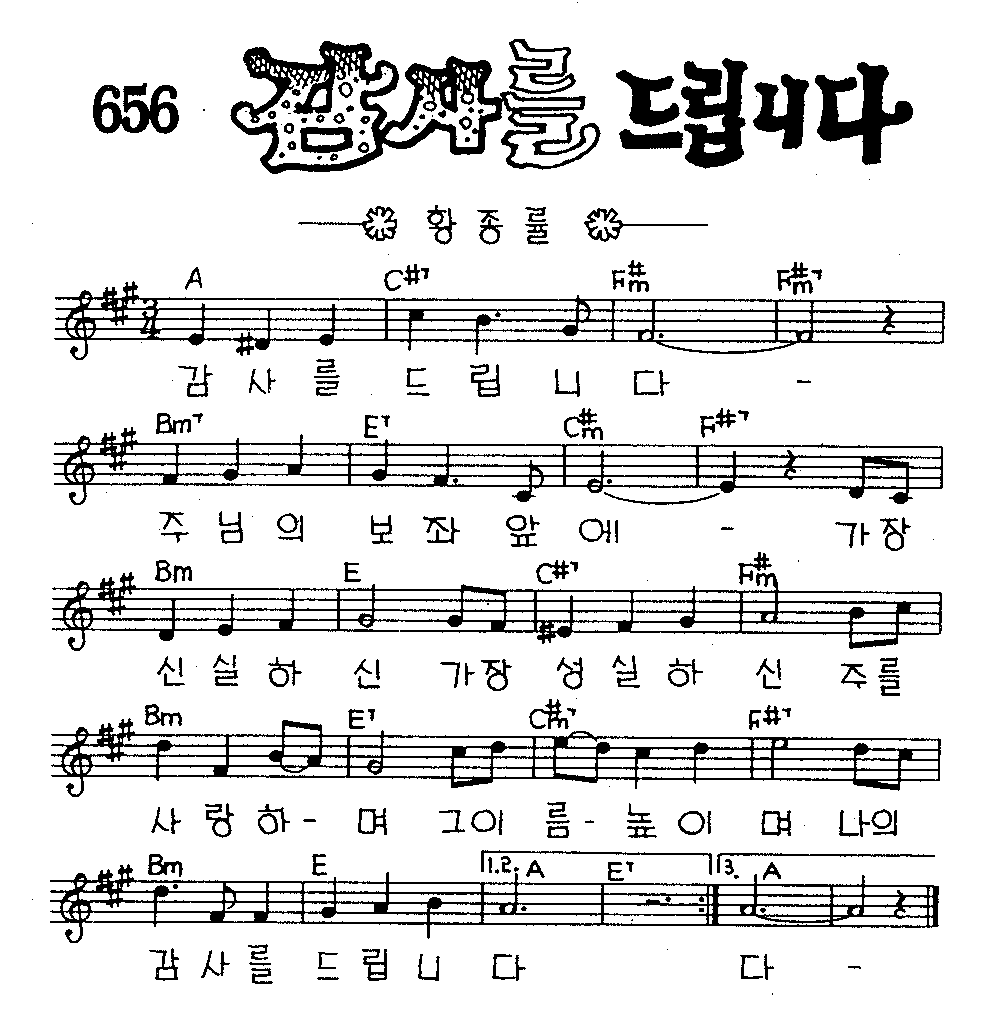 656 감사를 드립니다
황종률
A C#7 F#m F#m7
감 사 를 드 립 니 다 -
Bm7 E7 C#m F#7
주 님 의 보 좌 앞 에 - 가 장
Bm E C#7 F#m
신 실 하 신 가 장 성 실 하 신 주 를
Bm E7 C#m7 F#7
사 랑 하 - 며 그 이 름 - 높 이 며 나 의
Bm E 1.2. A E7 3. A
감 사 를 드 립 니 다 다 -